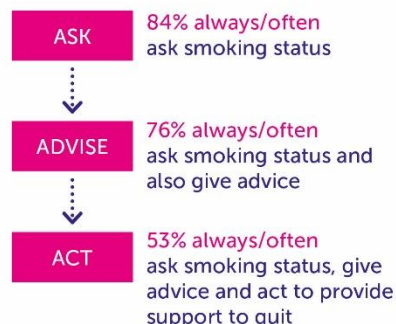 ASK
84% always/often
ask smoking status
ADVISE
76% always/often
ask smoking status and
also give advice
ACT
53% always/often
ask smoking status, give
advice and act to provide
support to quit